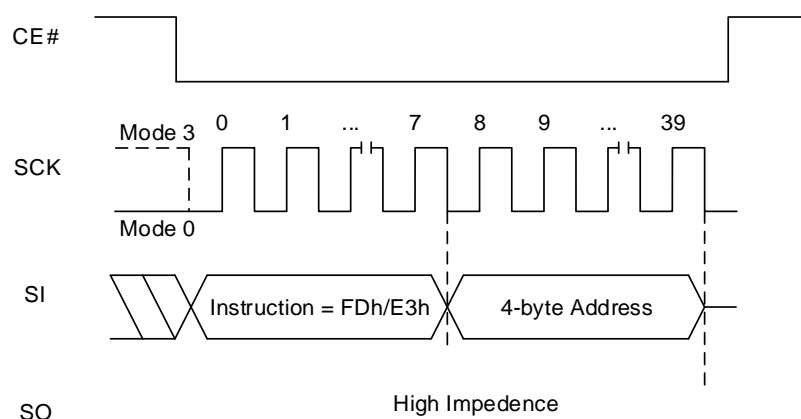 CE#
0 1 ... 7 8 9 ... 39
Mode 3
SCK
Mode 0
SI
Instruction = FDh/E3h
4-byte Address
High Impedence
SO